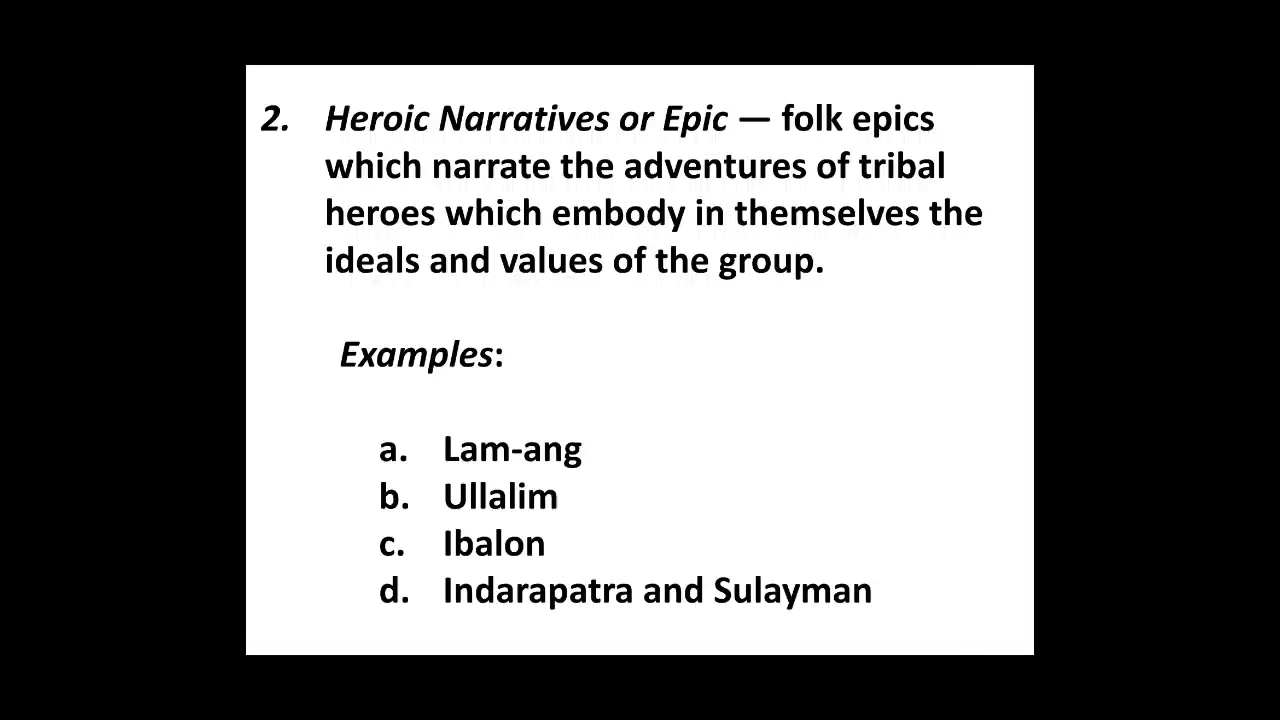 2. Heroic Narratives or Epic — folk epics
which narrate the adventures of tribal
heroes which embody in themselves the
ideals and values of the group.
Examples:
a. Lam-ang
b. Ullalim
c. Ibalon
d. Indarapatra and Sulayman